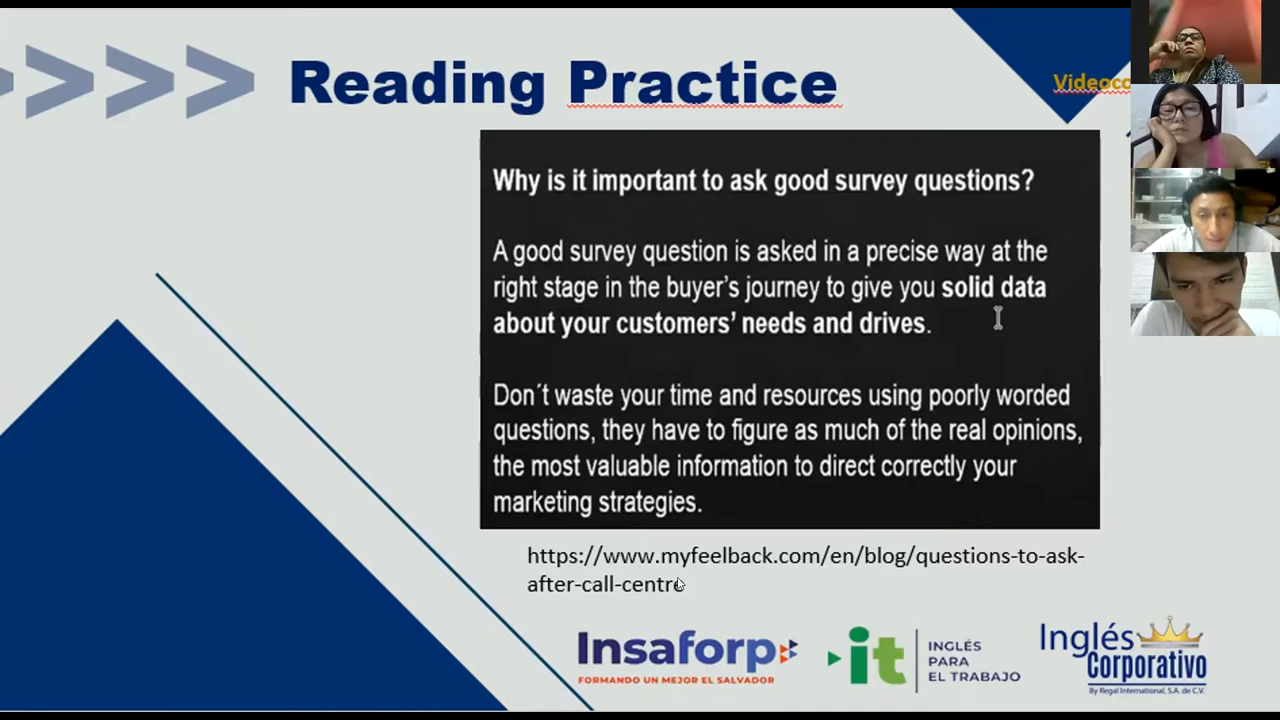 Reading Practice
Why is it important to ask good survey questions?
A good survey question is asked in a precise way at the
right stage in the buyer's journey to give you solid data
about your customers' needs and drives.
Don´t waste your time and resources using poorly worded
questions, they have to figure as much of the real opinions,
the most valuable information to direct correctly your
marketing strategies.
https://www.myfeelback.com/en/blog/questions-to-ask-
after-call-centre
Insaforp
FORMANDO UN MEJOR EL SALVADOR
it
INGLÉS
PARA
EL TRABAJO
Inglés
Corporativo
By Regal International, S.A. de C.V.